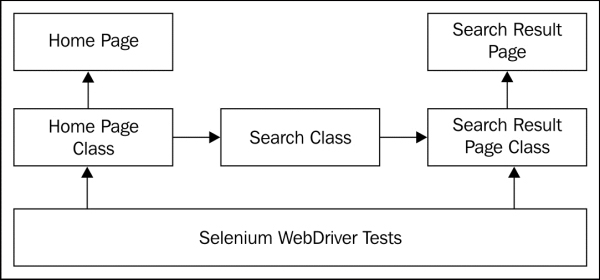 Home Page
Search Result
Page
Home Page
Class
Search Class
Search Result
Page Class
Selenium WebDriver Tests